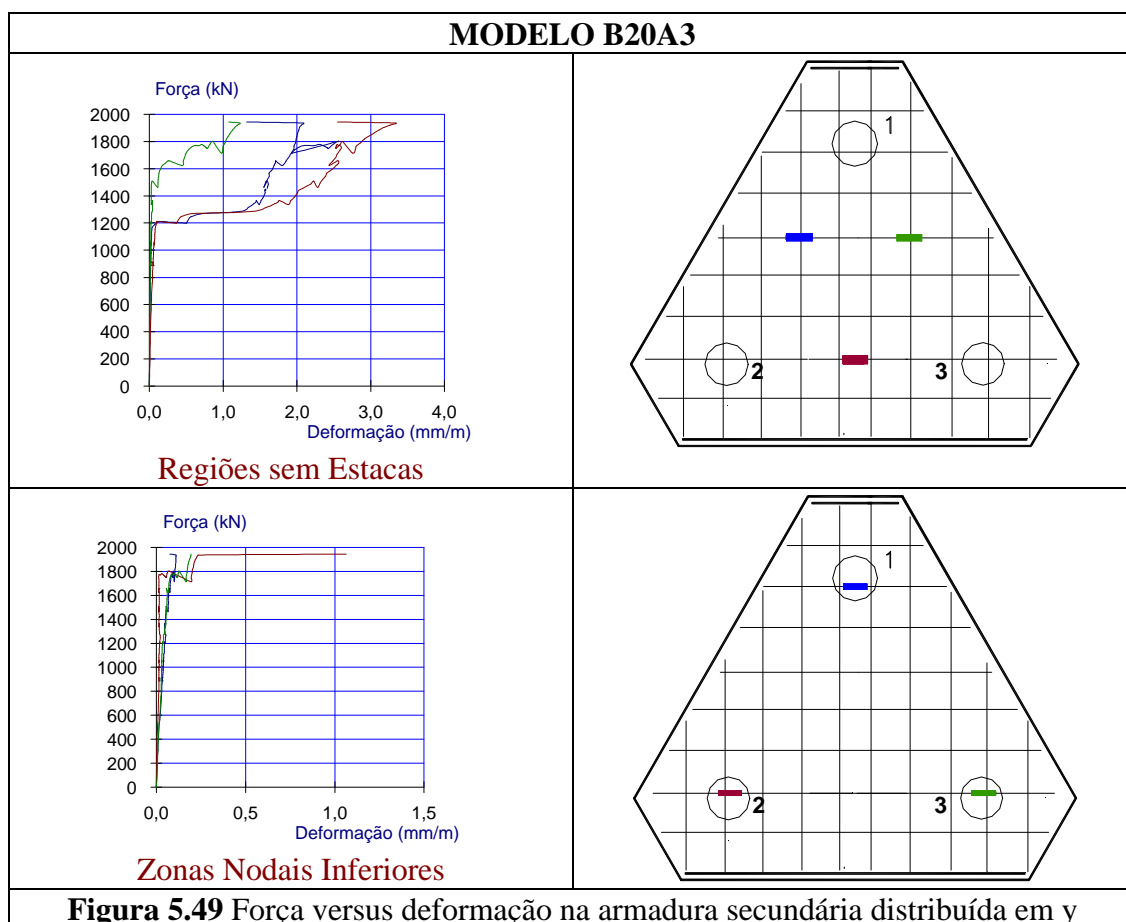 MODELO B20A3
Força (kN)
2000
1800
1600
1400
1200
1000
800
600
400
200
0
0,0 1,0 2,0 3,0 4,0
Deformação (mm/m)
Regiões sem Estacas
1
2 3
Força (kN)
2000
1800
1600
1400
1200
1000
800
600
400
200
0
0,0 0,5 1,0 1,5
Deformação (mm/m)
Zonas Nodais Inferiores
1
2 3
Figura 5.49 Força versus deformação na armadura secundária distribuída em y